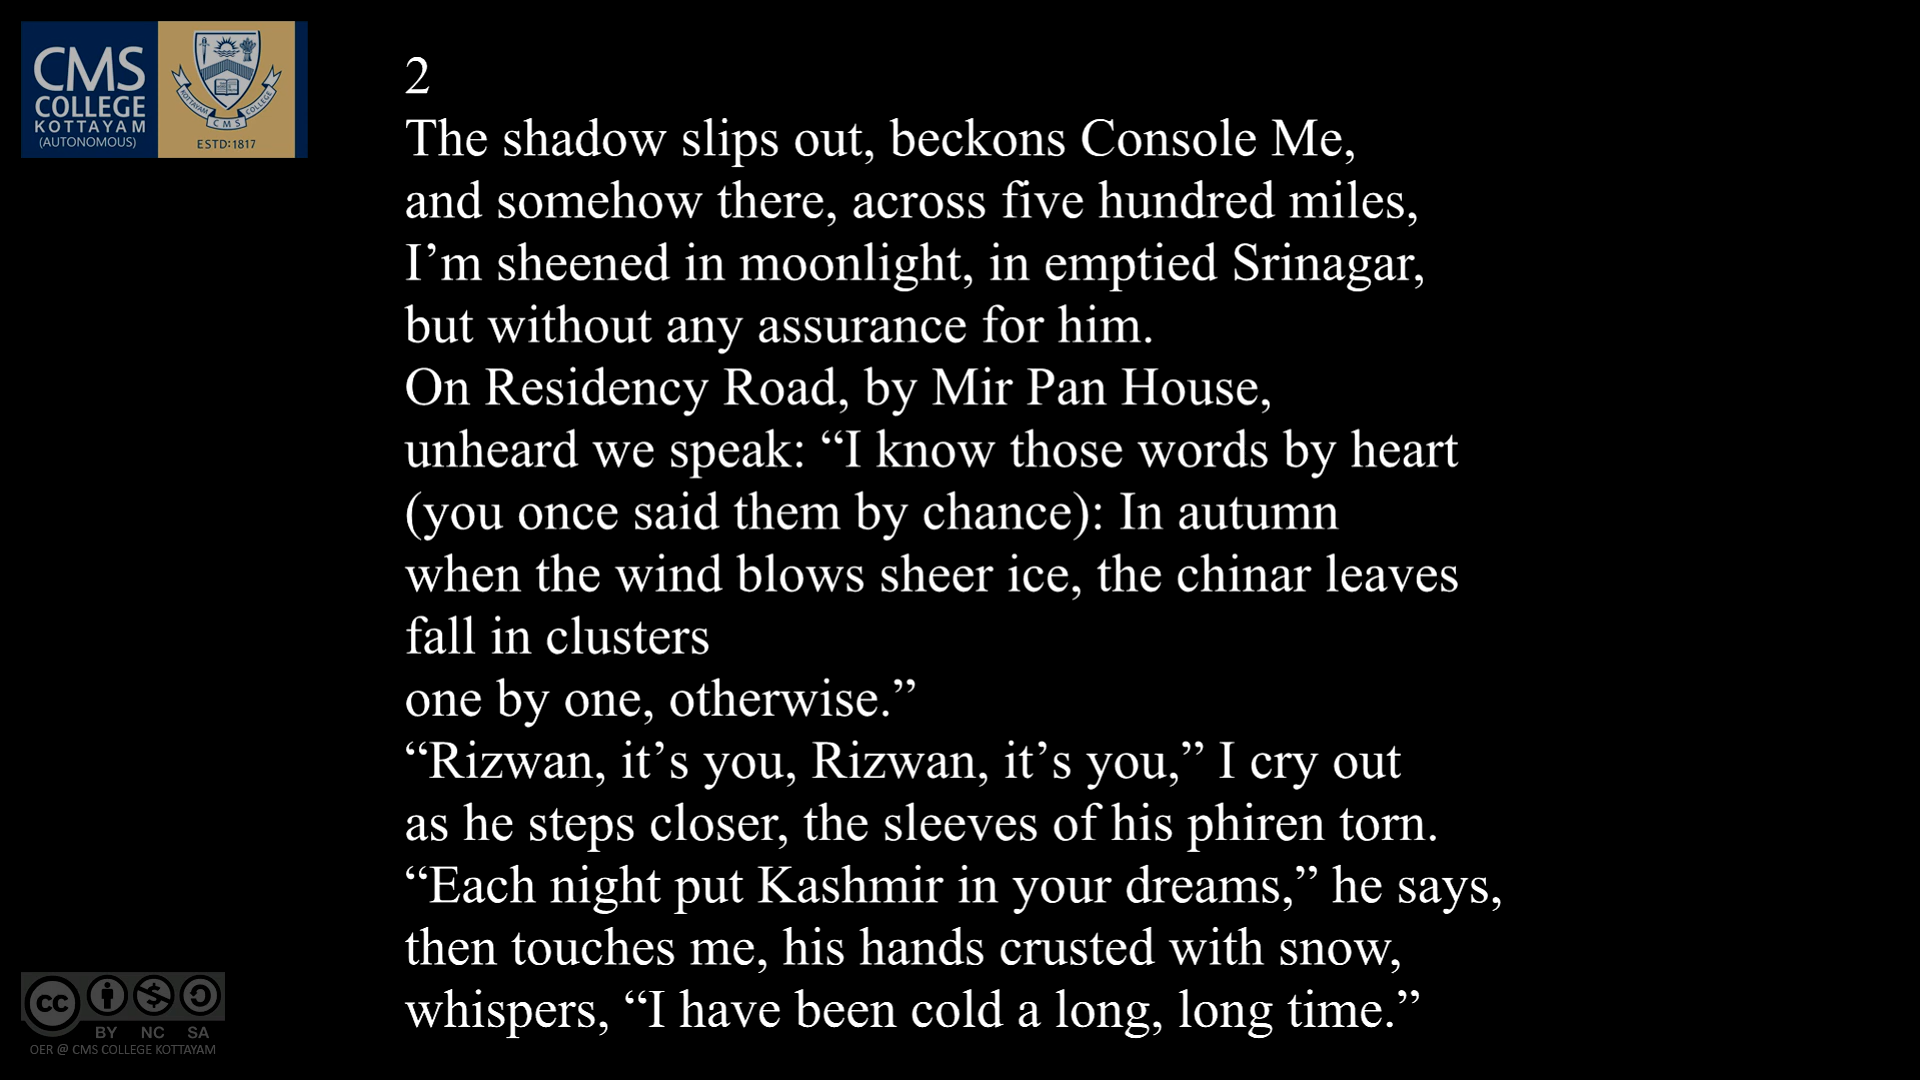 CMS
COLLEGE
KOTTAYAM
(AUTONOMOUS)
KOTTAYAM CMS COLLEGE
ESTD:1817
2
The shadow slips out, beckons Console Me,
and somehow there, across five hundred miles,
I’m sheened in moonlight, in emptied Srinagar,
but without any assurance for him.
On Residency Road, by Mir Pan House,
unheard we speak: “I know those words by heart
(you once said them by chance): In autumn
when the wind blows sheer ice, the chinar leaves
fall in clusters
one by one, otherwise.”
“Rizwan, it’s you, Rizwan, it’s you,” I cry out
as he steps closer, the sleeves of his phiren torn.
“Each night put Kashmir in your dreams,” he says,
then touches me, his hands crusted with snow,
whispers, “I have been cold a long, long time.”
cc
BY NC SA
OER @ CMS COLLEGE KOTTAYAM